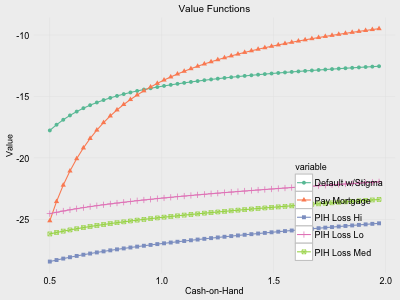 Value Functions
-10
-15
-20
-25
Value
variable
Default w/Stigma
Pay Mortgage
PIH Loss Hi
PIH Loss Lo
PIH Loss Med
0.5
1.0
1.5
2.0
Cash-on-Hand